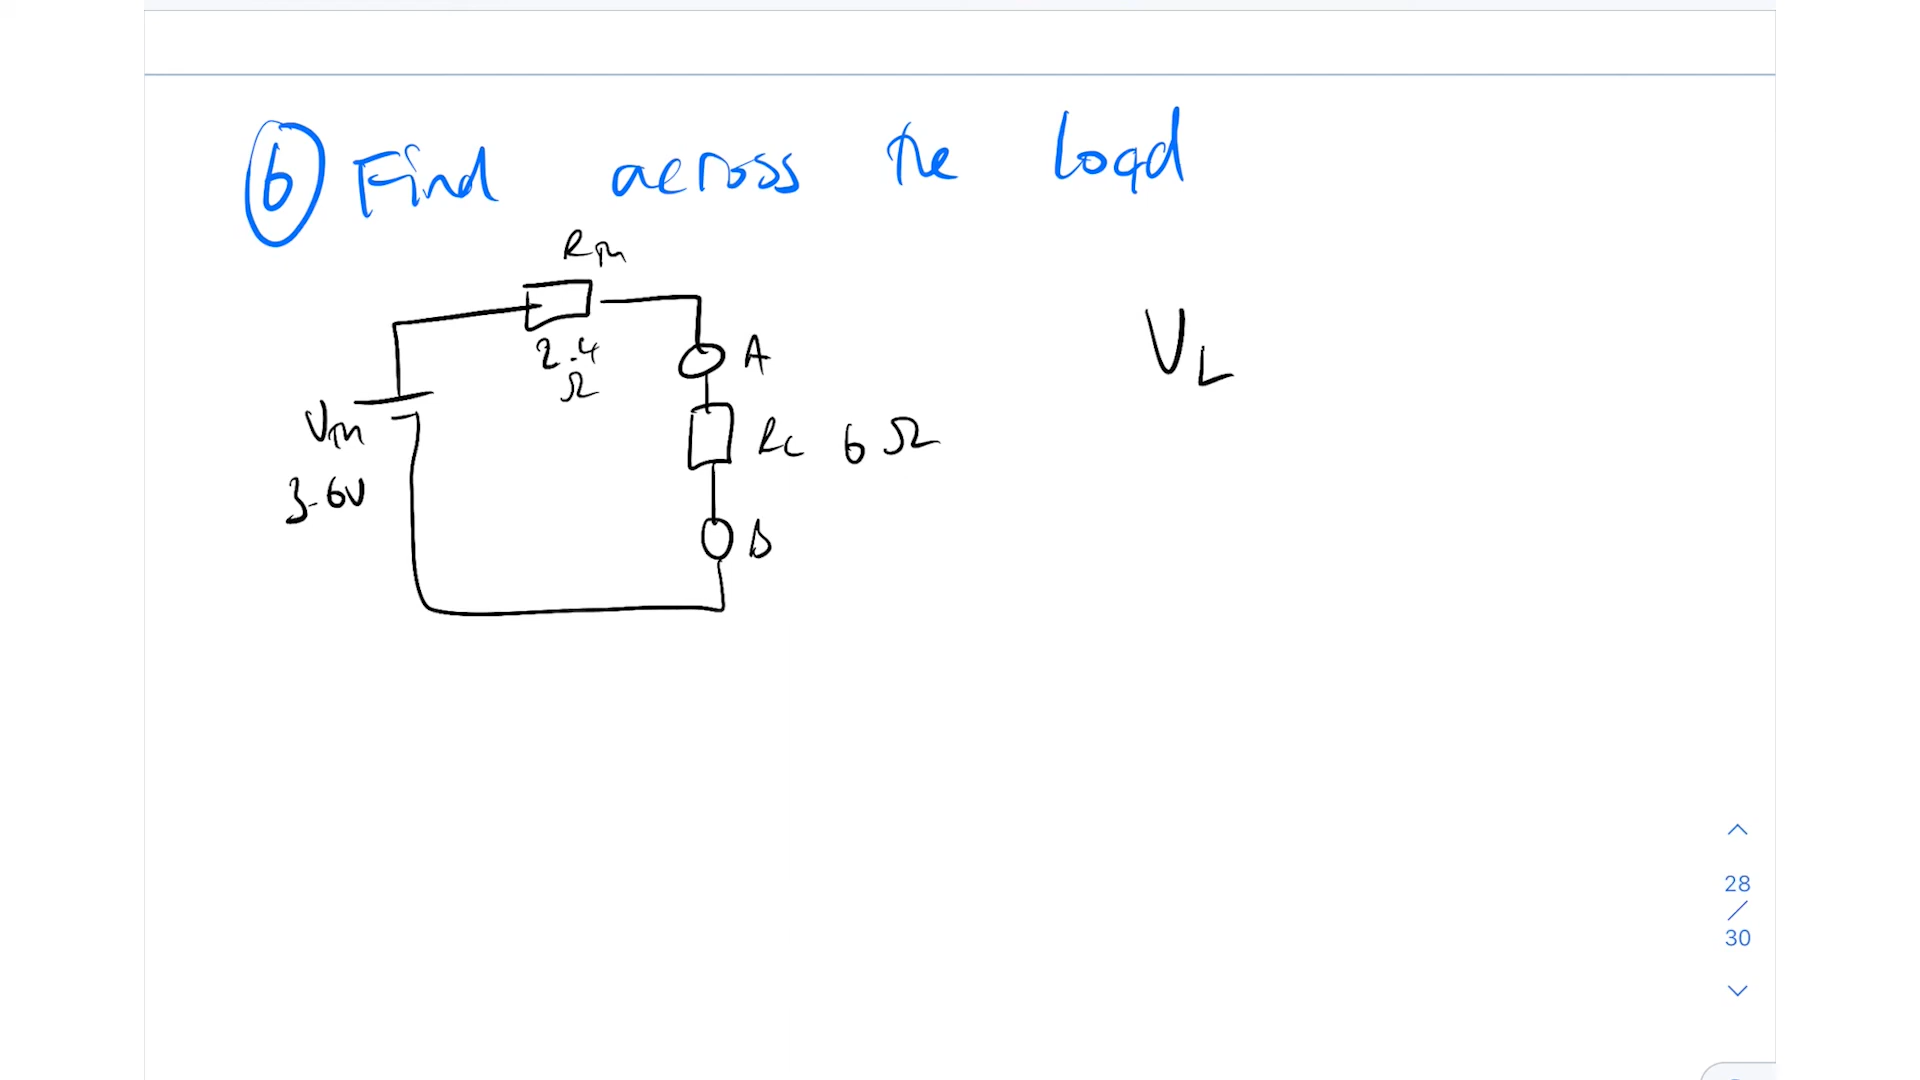 6 Find across the load
Rth
2.4
Ω
A
VL
Vth
RL 6 Ω
3.6V
B
28
/
30